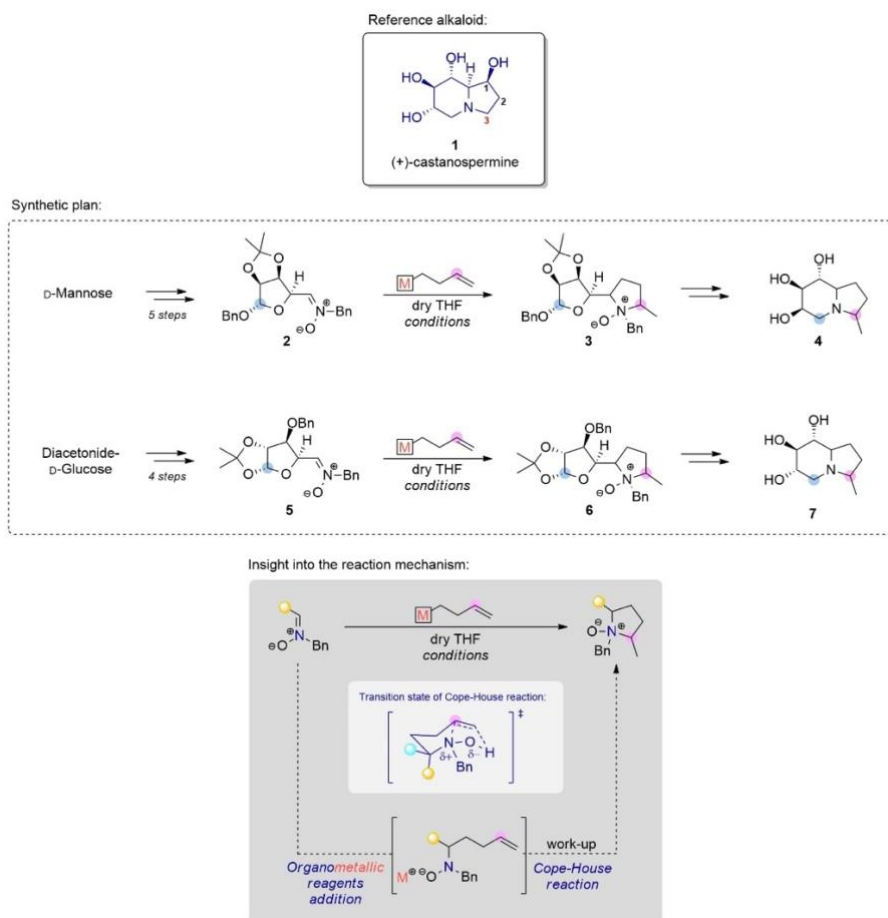 Reference alkaloid:
OH
H
OH
HO
1
2
N
3
HO
1
(+)-castanospermine
Synthetic plan:
D-Mannose
5 steps
O
O
H
BnO
O
N
⊕
Bn
⊖O
2
M
dry THF
conditions
O
O
H
BnO
O
⊖O
N
⊕
Bn
3
OH
HO
HO
N
4
Diacetonide-
D-Glucose
4 steps
OBn
O
H
O
O
N
⊕
Bn
⊖O
5
M
dry THF
conditions
OBn
O
H
O
O
⊖O
N
⊕
Bn
6
OH
HO
HO
N
7
Insight into the reaction mechanism:
⊖O
N
⊕
Bn
M
dry THF
conditions
⊖
O
N
⊕
Bn
Transition state of Cope-House reaction:
‡
N
O
H
δ+
δ-
Bn
Organometallic
reagents
addition
M⊕ ⊖O
N
Bn
work-up
Cope-House
reaction